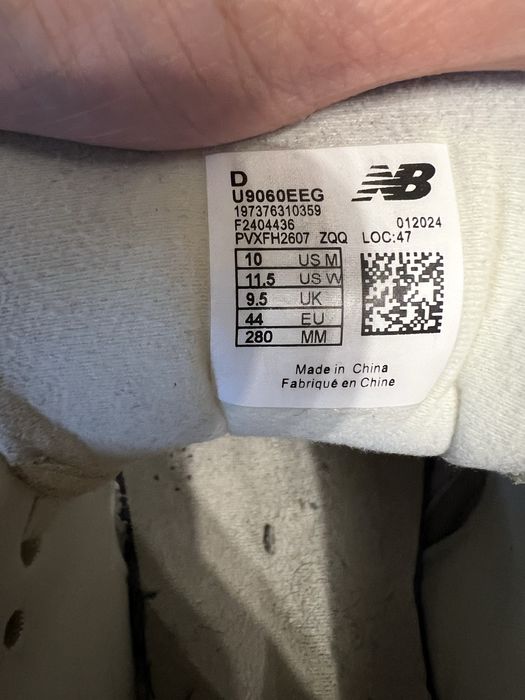 D
NB
U9060EEG
197376310359
F2404436 012024
PVXFH2607 ZQQ LOC:47
10 US M
11.5 US W
9.5 UK
44 EU
280 MM
Made in China
Fabriqué en Chine